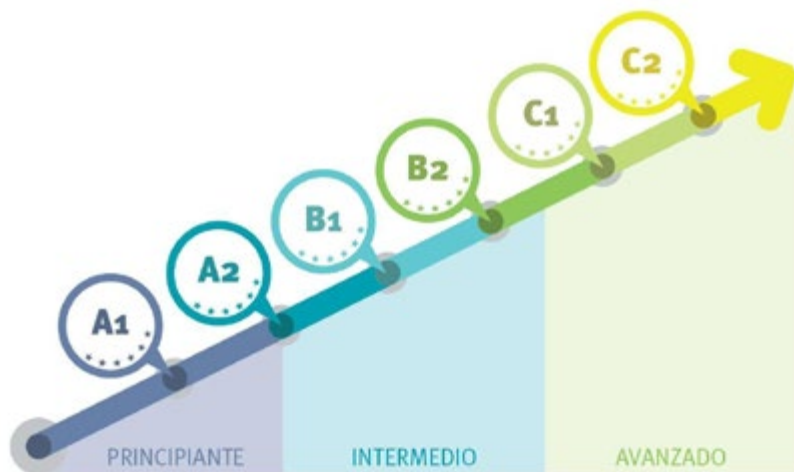 A1
A2
B1
B2
C1
C2
PRINCIPIANTE
INTERMEDIO
AVANZADO